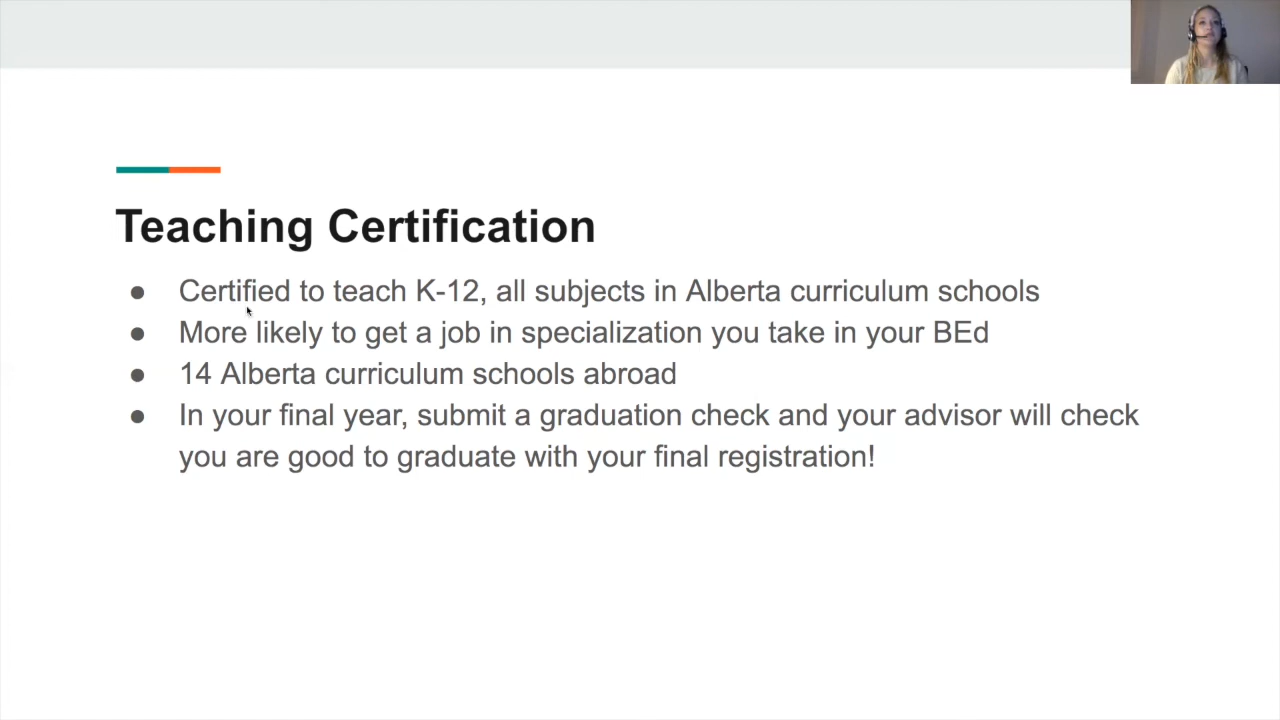 Teaching Certification
● Certified to teach K-12, all subjects in Alberta curriculum schools
● More likely to get a job in specialization you take in your BEd
● 14 Alberta curriculum schools abroad
● In your final year, submit a graduation check and your advisor will check
you are good to graduate with your final registration!